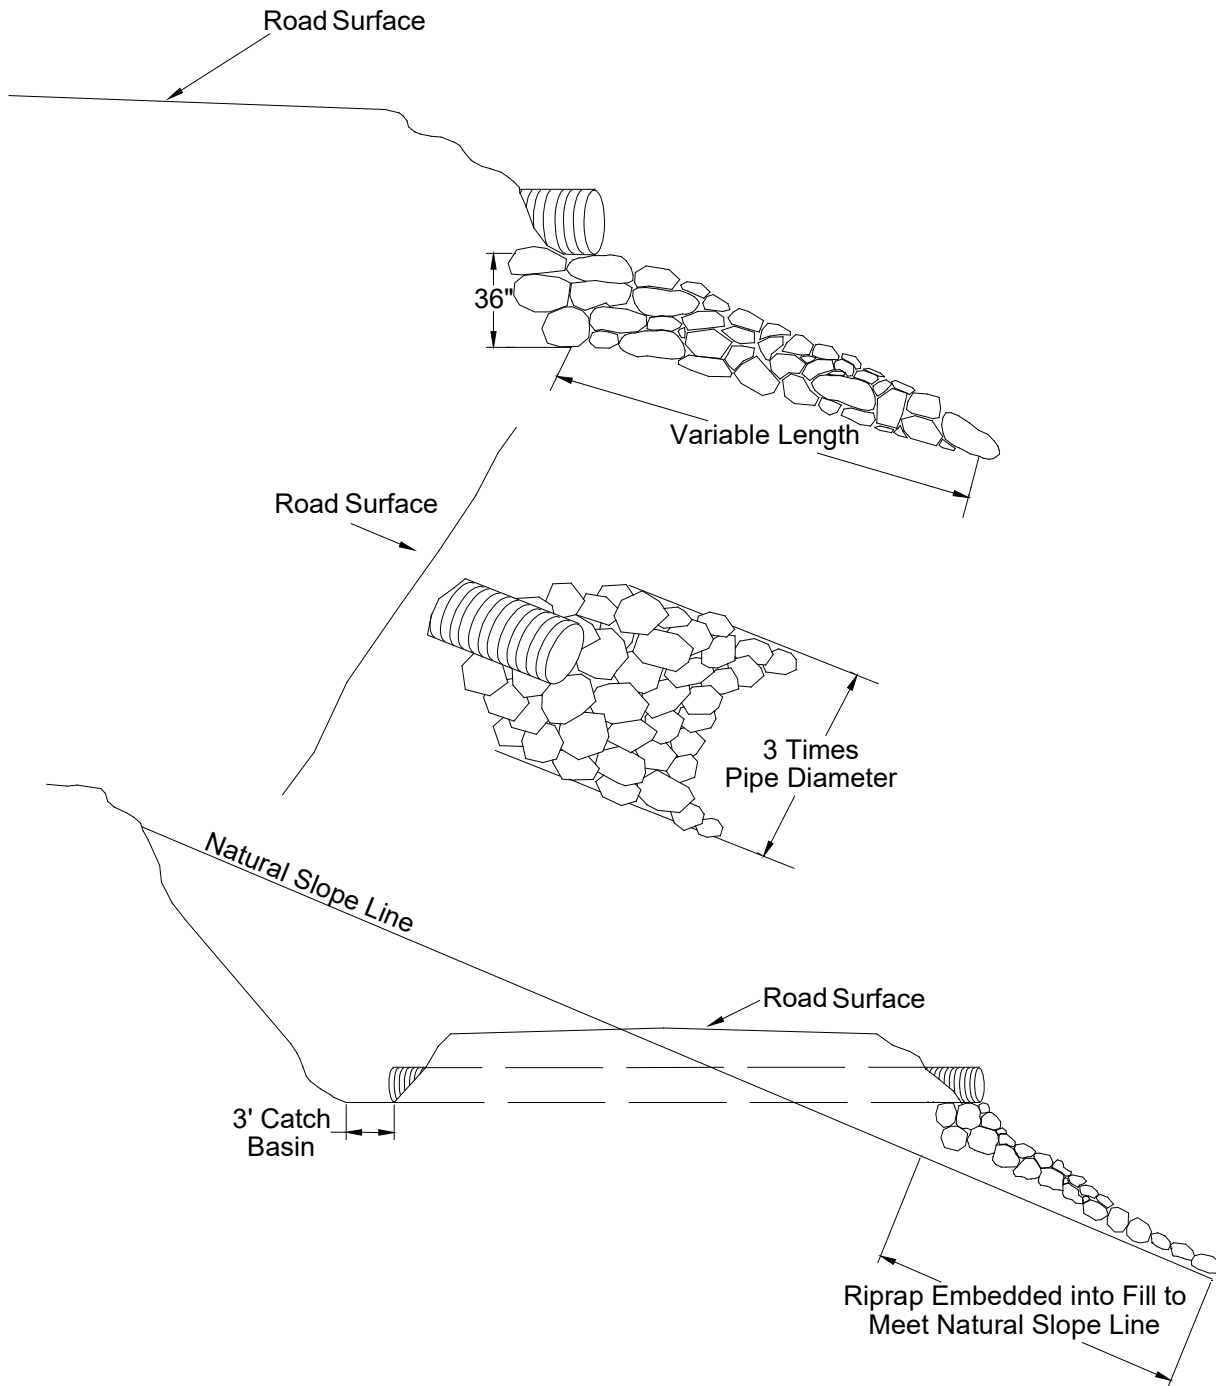 Road Surface
36"
Variable Length
Road Surface
3 Times
Pipe Diameter
Natural Slope Line
Road Surface
3' Catch
Basin
Riprap Embedded into Fill to
Meet Natural Slope Line